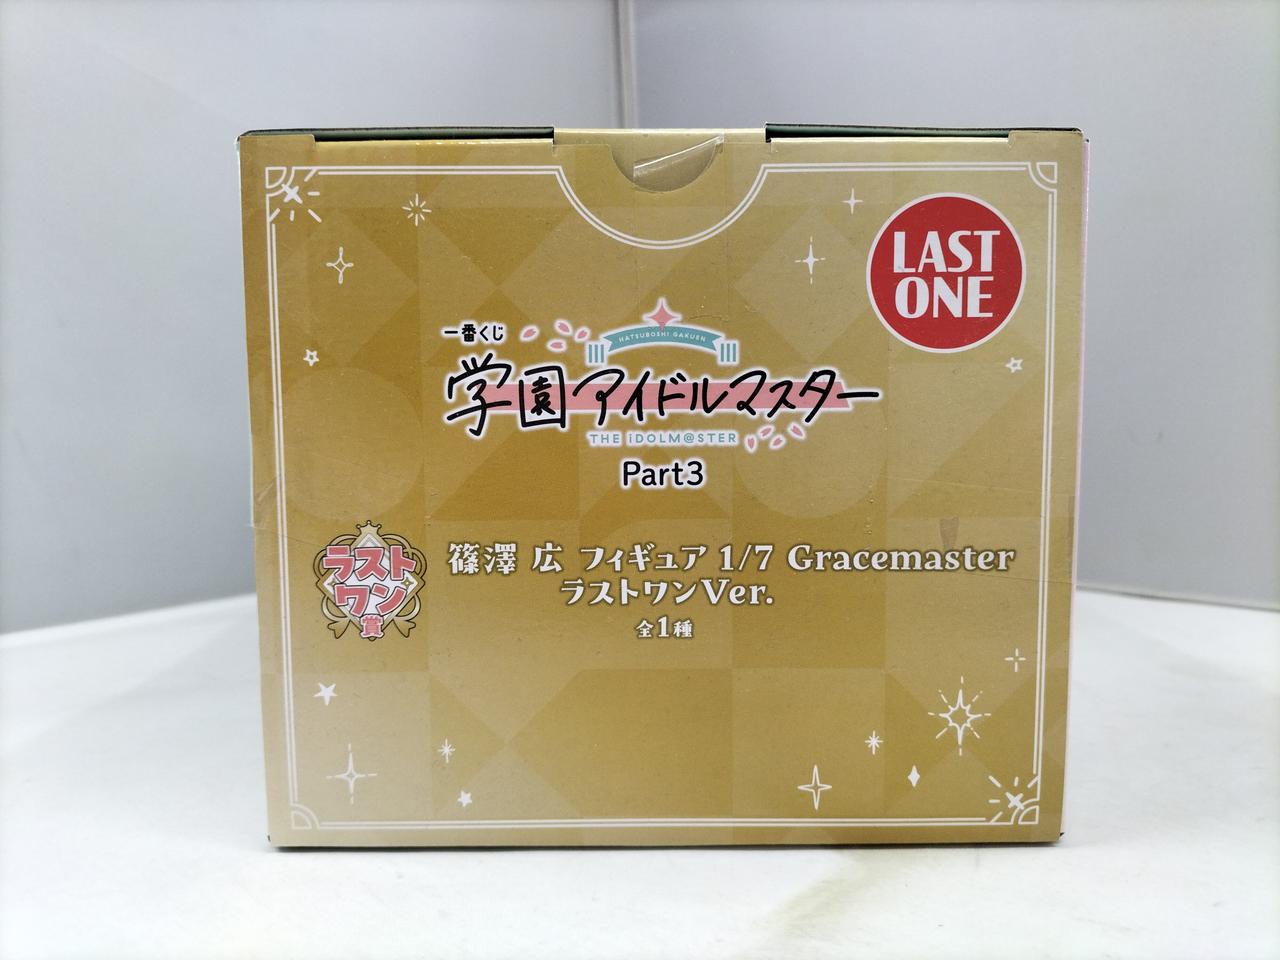 LAST
ONE
一番くじ
HATSUBOSHI GAKUEN
学園アイドルマスター
THE iDOLM@STER
Part3
ラスト
ワン
賞
篠澤 広 フィギュア 1/7 Gracemaster
ラストワンVer.
全1種